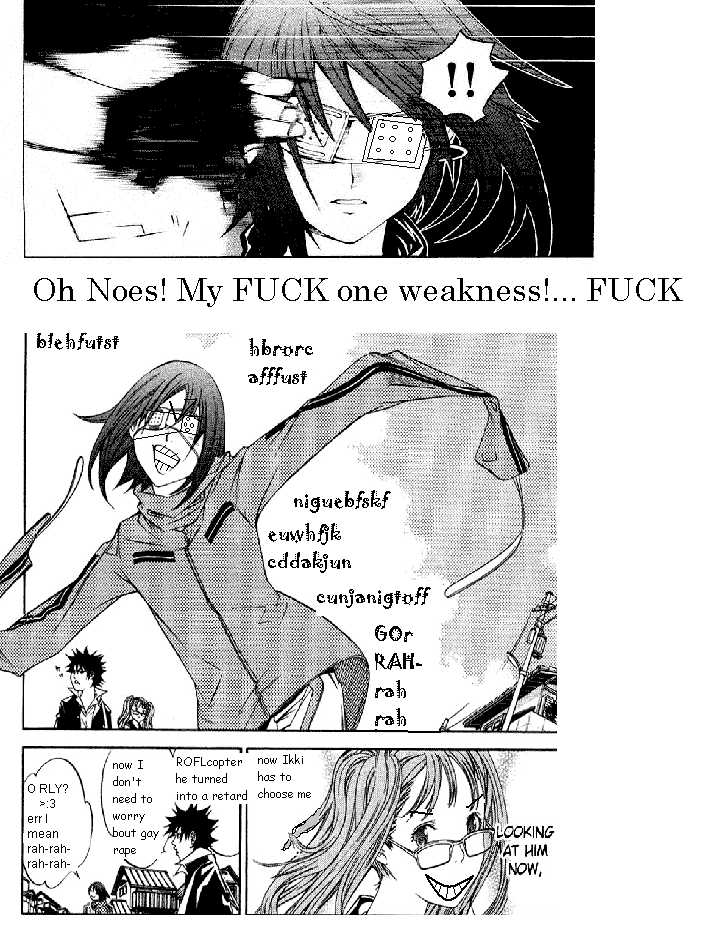 !!
Oh Noes! My FUCK one weakness!... FUCK
blehfutst
hbrorc
afffust
niguebfskf
euwhfjk
cddakjun
cunjanigtoff
GOr
RAH-
rah
rah
O RLY?
>:3
err I
mean
rah-rah-
rah-rah-
now I
don't
need to
worry
bout gay
rape
ROFLcopter
he turned
into a retard
now Ikki
has to
choose me
LOOKING
AT HIM
NOW,